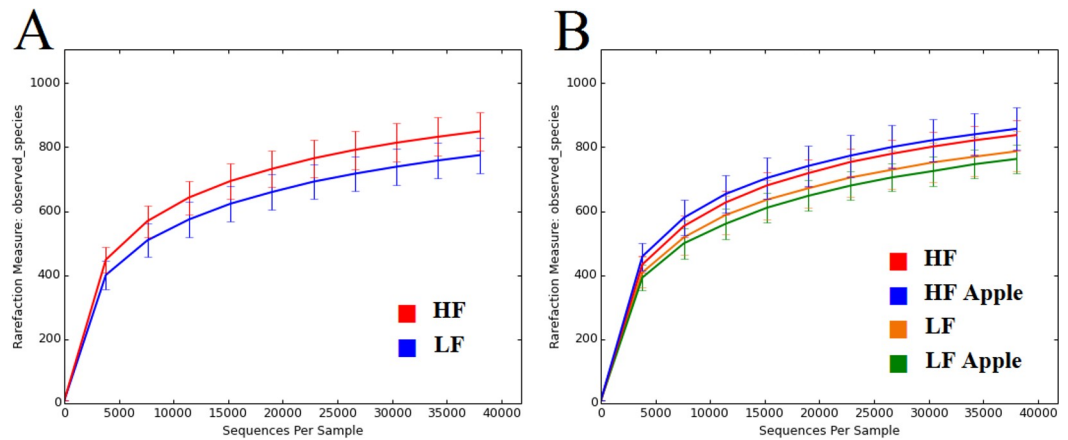 A
Rarefaction Measure: observed_species
1000
800
600
400
200
0
0 5000 10000 15000 20000 25000 30000 35000 40000
Sequences Per Sample
HF
LF
B
Rarefaction Measure: observed_species
1000
800
600
400
200
0
0 5000 10000 15000 20000 25000 30000 35000 40000
Sequences Per Sample
HF
HF Apple
LF
LF Apple